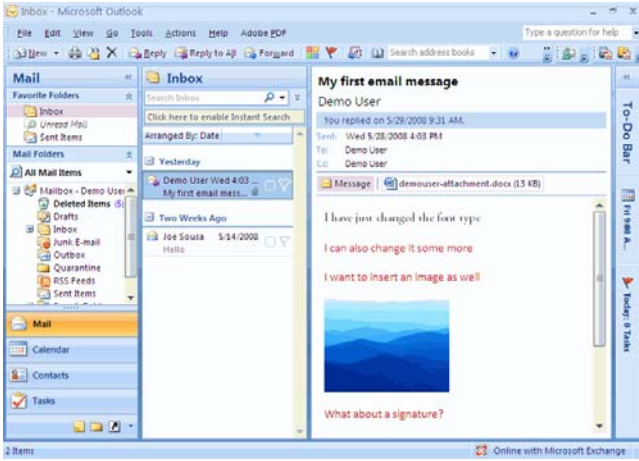 Inbox - Microsoft Outlook
File Edit View Go Tools Actions Help Adobe PDF
Type a question for help
New Reply Reply to All Forward Search address books
Mail
Favorite Folders
Inbox
Unread Mail
Sent Items
Mail Folders
All Mail Items
Mailbox - Demo User
Deleted Items (5)
Drafts
Inbox
Junk E-mail
Outbox
Quarantine
RSS Feeds
Sent Items
Mail
Calendar
Contacts
Tasks
2 Items
Inbox
Search Inbox
Click here to enable Instant Search
Arranged By: Date
Yesterday
Demo User Wed 4:03 ...
My first email mess...
Two Weeks Ago
Joe Sousa 5/14/2008
Hello
My first email message
Demo User
You replied on 5/29/2008 9:31 AM.
Sent: Wed 5/28/2008 4:03 PM
To: Demo User
Cc: Demo User
Message demouser-attachment.docx (13 KB)
I have just changed the font type
I can also change it some more
I want to insert an image as well
What about a signature?
To-Do Bar
Fri 9:00 A...
Today: 0 Tasks
Online with Microsoft Exchange